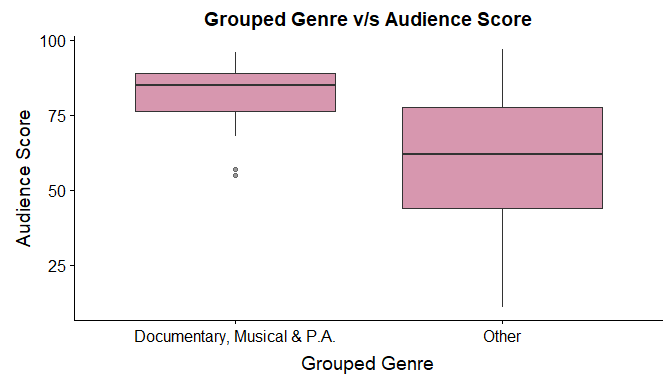 Grouped Genre v/s Audience Score
Audience Score
100
75
50
25
Documentary, Musical & P.A.
Other
Grouped Genre